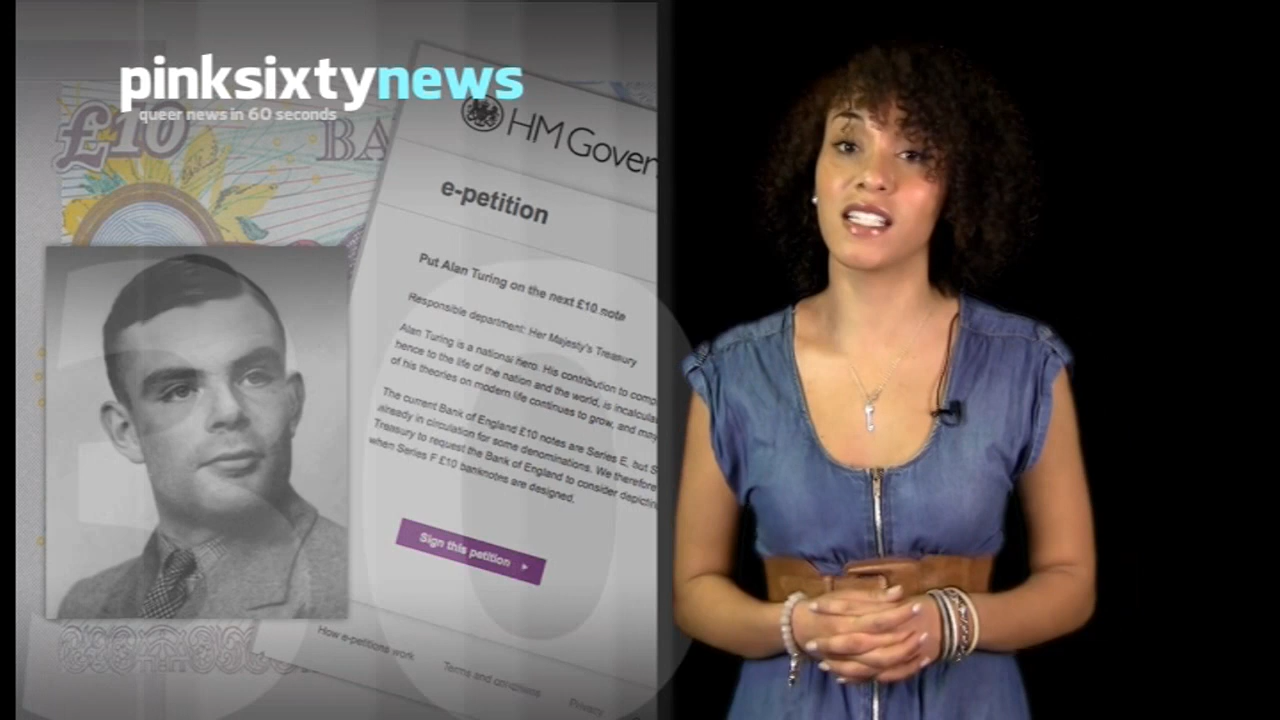 pinksixtynews
queer news in 60 seconds
£10
BA
HM Gover
e-petition
Put Alan Turing on the next £10 note
Responsible department: Her Majesty's Treasury
Alan Turing is a national hero. His contribution to comp
hence to the life of the nation and the world, is incalcula
of his theories on modern life continues to grow, and may
The current Bank of England £10 notes are Series E, but S
already in circulation for some denominations. We therefore
Treasury to request the Bank of England to consider depictin
when Series F £10 banknotes are designed.
Sign this petition
How e-petitions work
Terms and conditions
Privacy